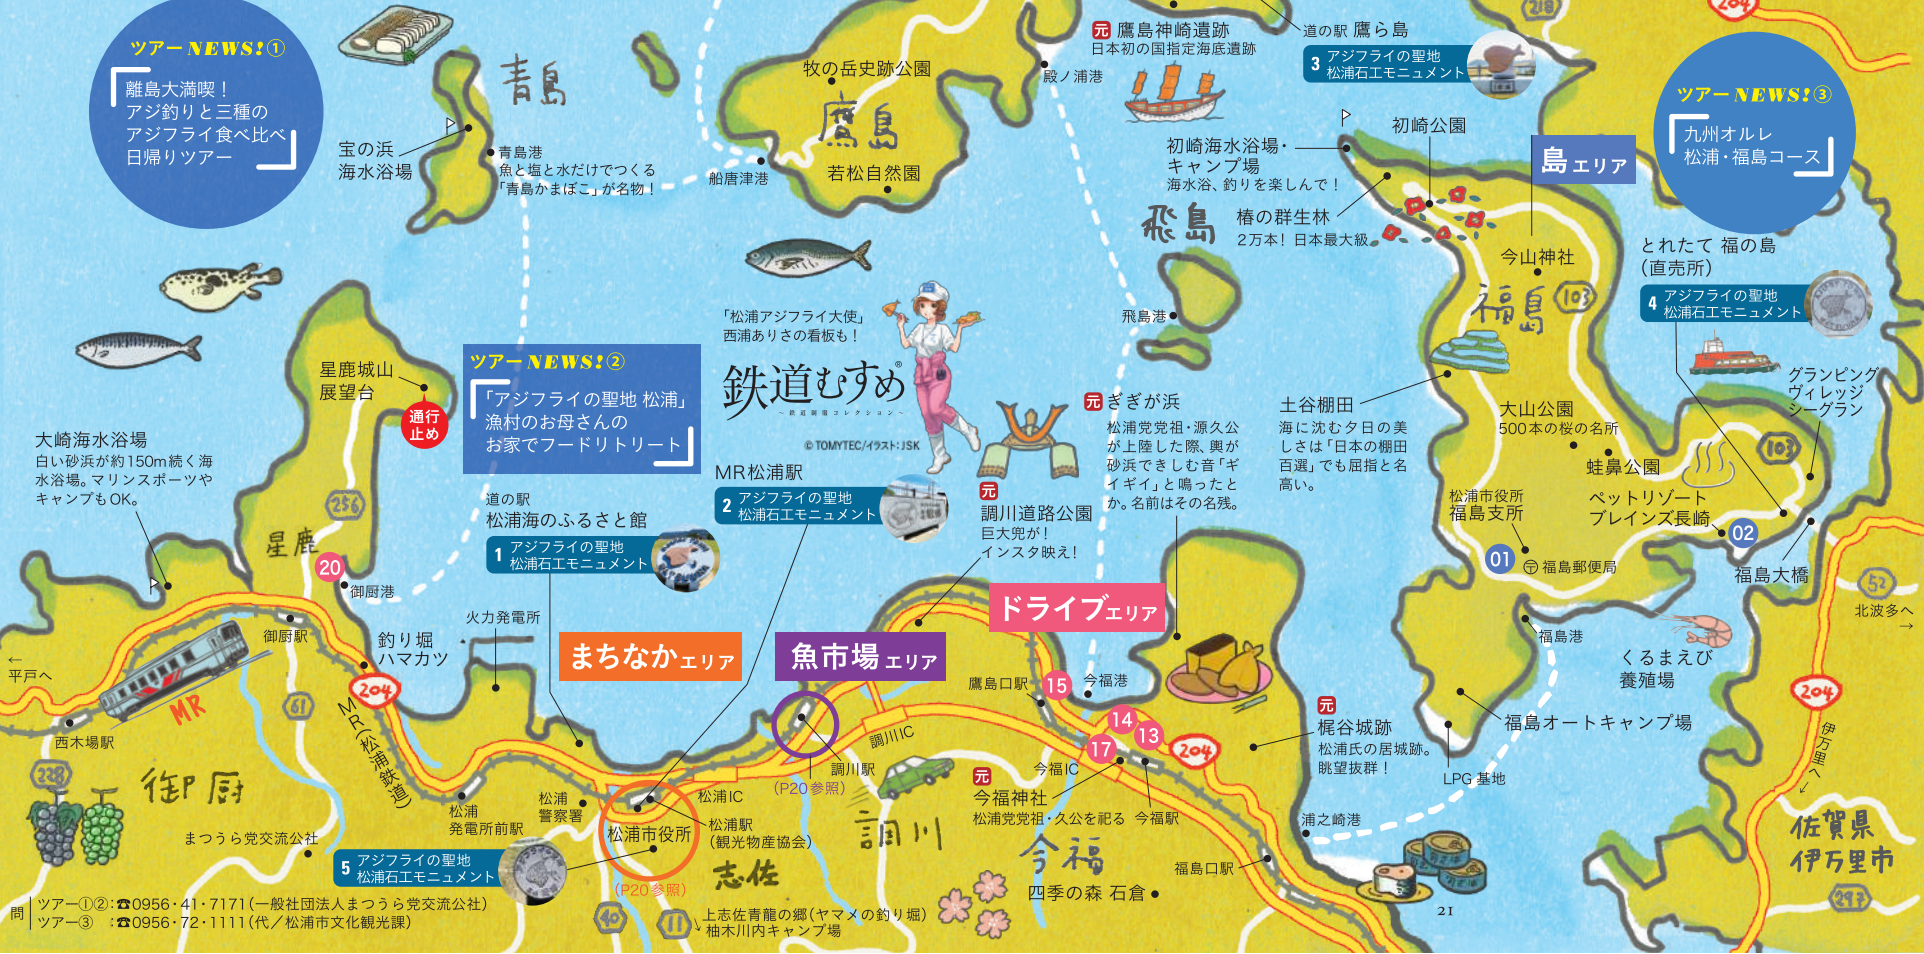 ツアーNEWS!①
離島大満喫！
アジ釣りと三種の
アジフライ食べ比べ
日帰りツアー
青島
宝の浜
海水浴場
青島港
魚と塩と水だけでつくる
「青島かまぼこ」が名物！
牧の岳史跡公園
鷹島
若松自然園
船唐津港
元 鷹島神崎遺跡
日本初の国指定海底遺跡
殿ノ浦港
道の駅 鷹ら島
3 アジフライの聖地
松浦石工モニュメント
218
204
ツアーNEWS!③
九州オルレ
松浦・福島コース
初崎公園
初崎海水浴場・
キャンプ場
海水浴、釣りを楽しんで！
島エリア
椿の群生林
2万本！日本最大級。
飛島
飛島港
今山神社
福島
103
とれたて 福の島
（直売所）
4 アジフライの聖地
松浦石工モニュメント
グランピング
ヴィレッジ
シーグラン
土谷棚田
海に沈む夕日の美
しさは「日本の棚田
百選」でも屈指と名
高い。
大山公園
500本の桜の名所
蛙鼻公園
103
松浦市役所
福島支所
ペットリゾート
ブレインズ長崎
01
02
〒福島郵便局
福島大橋
52
北波多へ
→
星鹿城山
展望台
通行
止め
ツアーNEWS!②
「アジフライの聖地 松浦」
漁村のお母さんの
お家でフードリトリート
「松浦アジフライ大使」
西浦ありさの看板も！
鉄道むすめ®
～鉄道制服コレクション～
©TOMYTEC/イラスト：JSK
元 ぎぎが浜
松浦党党祖・源久公
が上陸した際、輿が
砂浜できしむ音「ギ
イギイ」と鳴ったと
か。名前はその名残。
大崎海水浴場
白い砂浜が約150m続く海
水浴場。マリンスポーツや
キャンプもOK。
256
星鹿
20
御厨港
道の駅
松浦海のふるさと館
1 アジフライの聖地
松浦石工モニュメント
MR松浦駅
2 アジフライの聖地
松浦石工モニュメント
元
調川道路公園
巨大兜が！
インスタ映え！
御厨駅
釣り堀
ハマカツ
火力発電所
まちなかエリア
魚市場エリア
ドライブエリア
←
平戸へ
MR
204
61
MR（松浦鉄道）
西木場駅
228
御厨
まつうら党交流公社
松浦
発電所前駅
松浦
警察署
松浦IC
松浦市役所
松浦駅
（観光物産協会）
5 アジフライの聖地
松浦石工モニュメント
（P20参照）
志佐
（P20参照）
調川駅
調川IC
調川
鷹島口駅
15
今福港
14
13
17
204
今福IC
元
今福神社
松浦党党祖・久公を祀る
今福駅
今福
四季の森 石倉
元
梶谷城跡
松浦氏の居城跡。
眺望抜群！
浦之崎港
福島口駅
福島港
くるまえび
養殖場
福島オートキャンプ場
LPG 基地
204
伊万里へ
←
佐賀県
伊万里市
297
21
40
11
上志佐青龍の郷（ヤマメの釣り堀）
柚木川内キャンプ場
問
ツアー①②：☎0956・41・7171（一般社団法人まつうら党交流公社）
ツアー③ ：☎0956・72・1111（代／松浦市文化観光課）